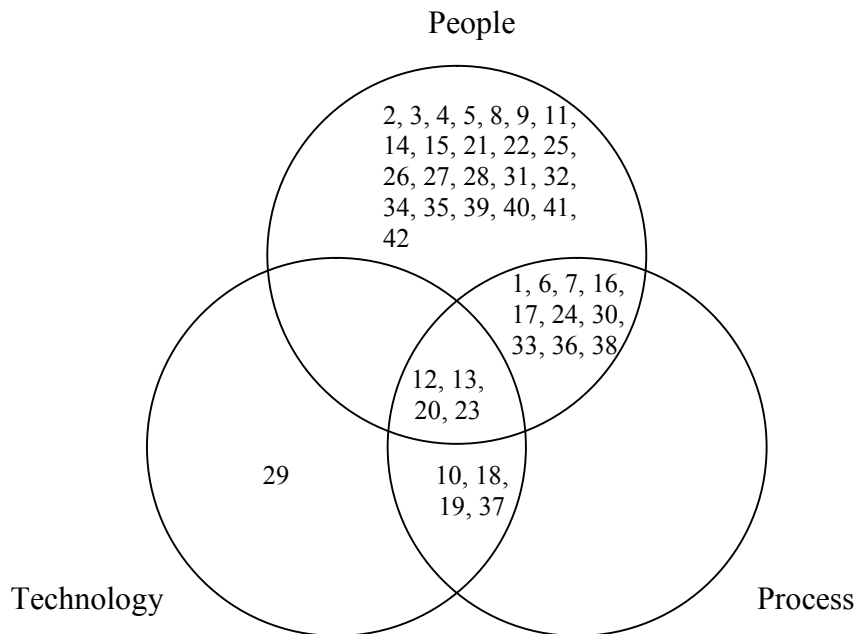 People
2, 3, 4, 5, 8, 9, 11,
14, 15, 21, 22, 25,
26, 27, 28, 31, 32,
34, 35, 39, 40, 41,
42
1, 6, 7, 16,
17, 24, 30,
33, 36, 38
12, 13,
20, 23
29
10, 18,
19, 37
Technology
Process